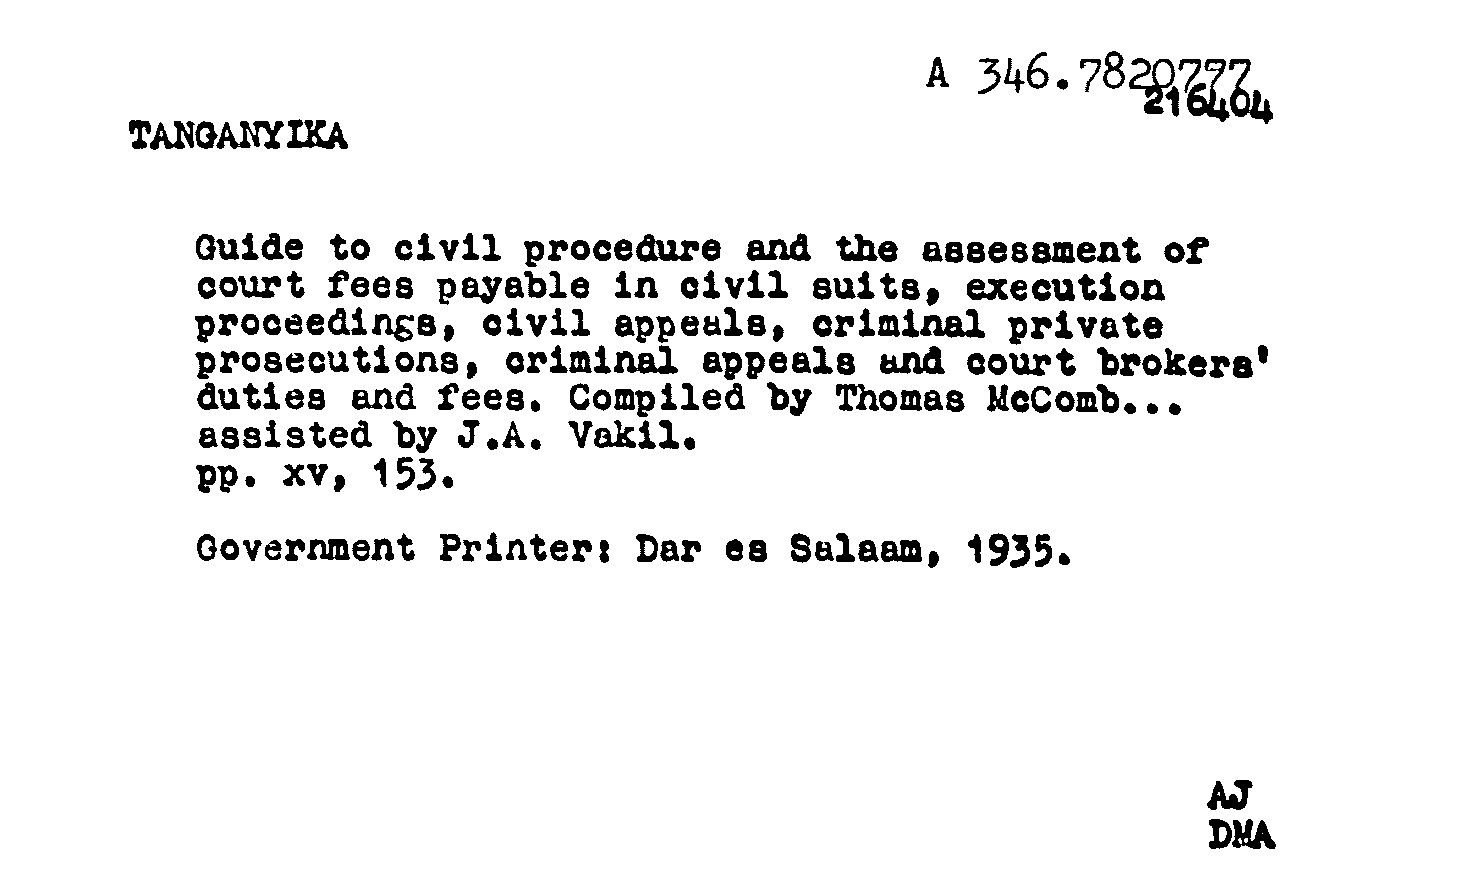 A 346.7820777
216404
TANGANYIKA
Guide to civil procedure and the assessment of
court fees payable in civil suits, execution
proceedings, civil appeals, criminal private
prosecutions, criminal appeals and court brokers'
duties and fees. Compiled by Thomas McComb...
assisted by J.A. Vakil.
pp. xv, 153.
Government Printer: Dar es Salaam, 1935.
AJ
DMA